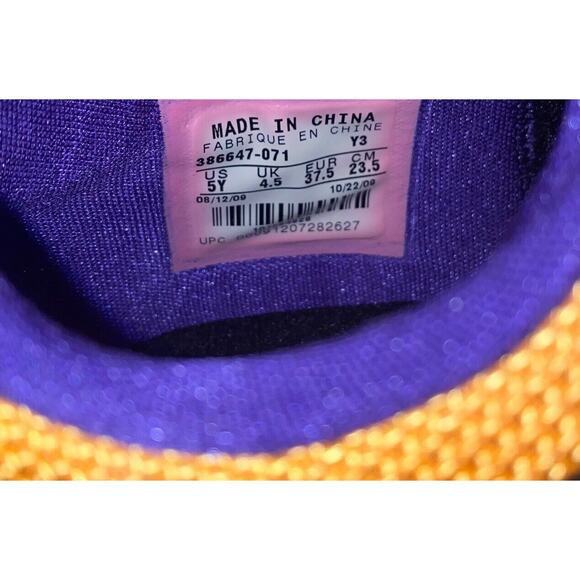 MADE IN CHINA
FABRIQUE EN CHINE
386647-071 Y3
US UK EUR CM
5Y 4.5 37.5 23.5
08/12/09 10/22/09
UPC 1207282627